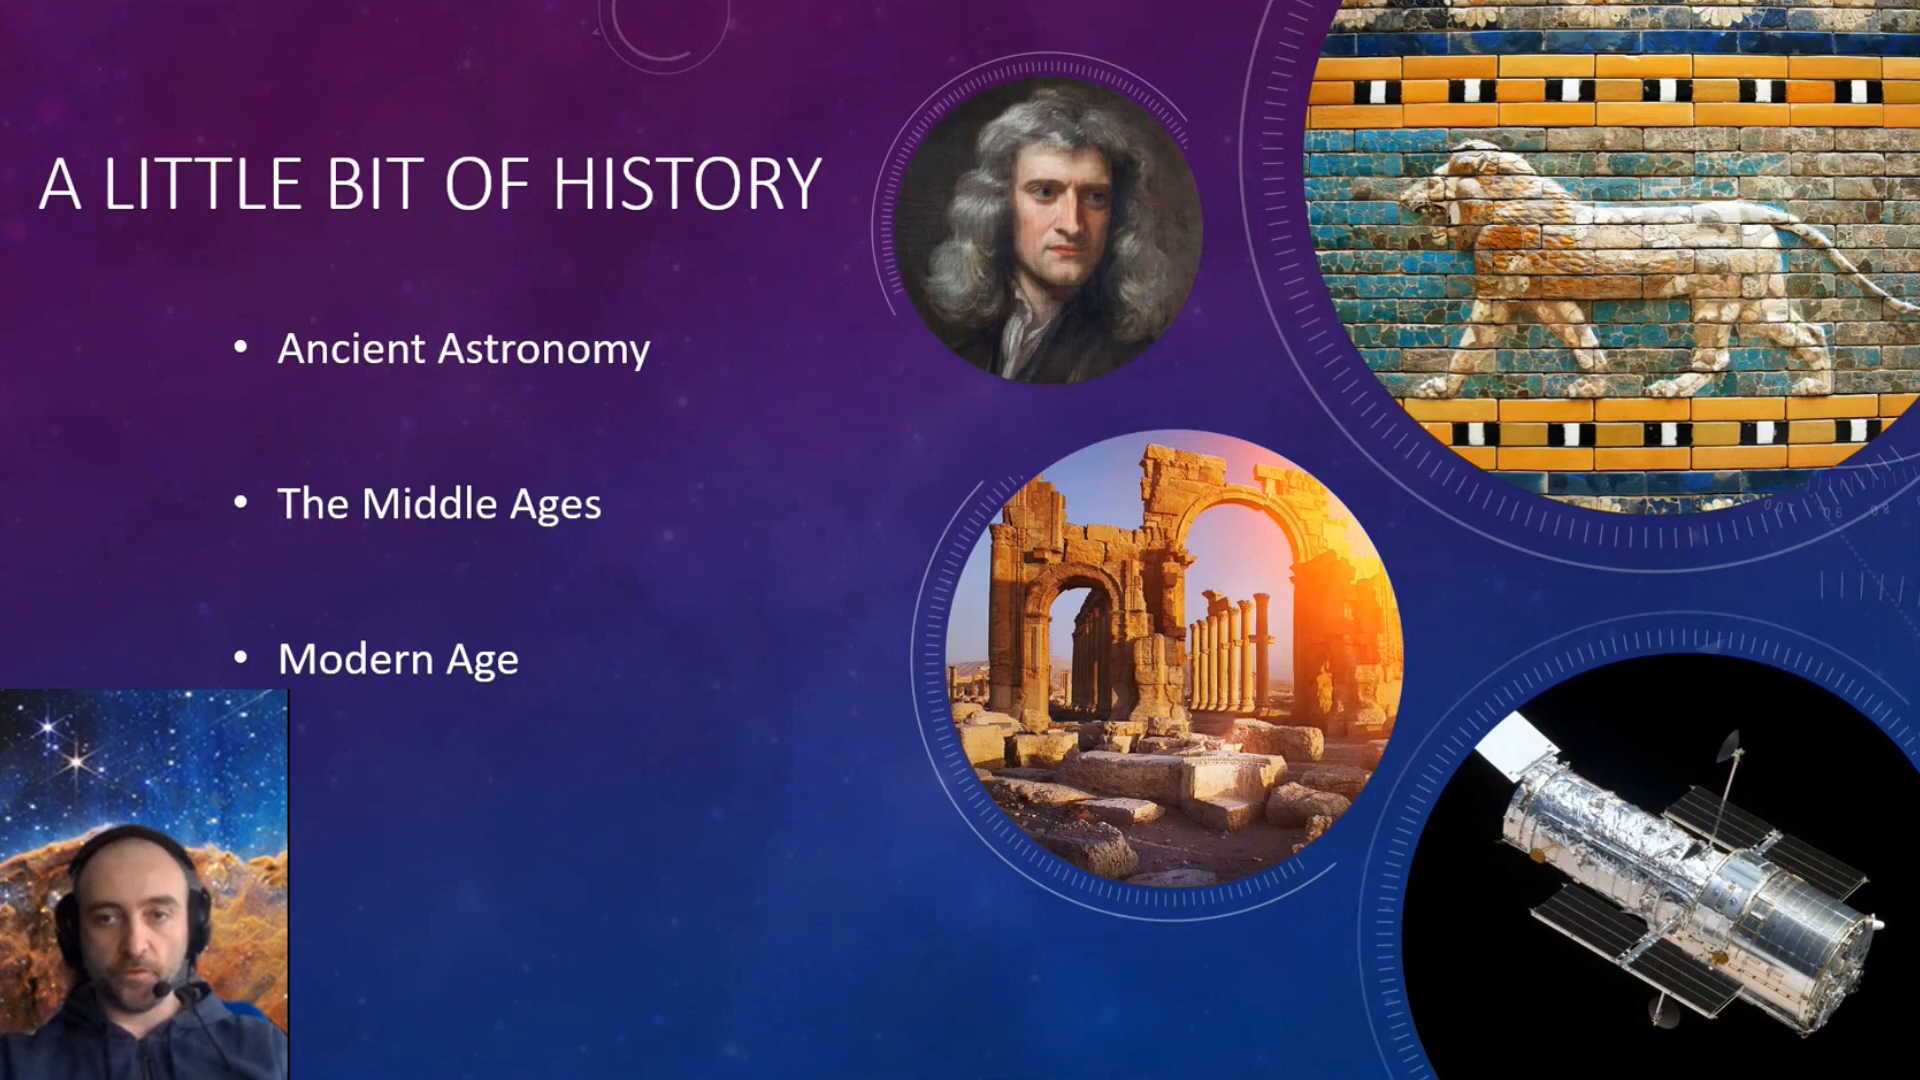 A LITTLE BIT OF HISTORY
• Ancient Astronomy
• The Middle Ages
• Modern Age